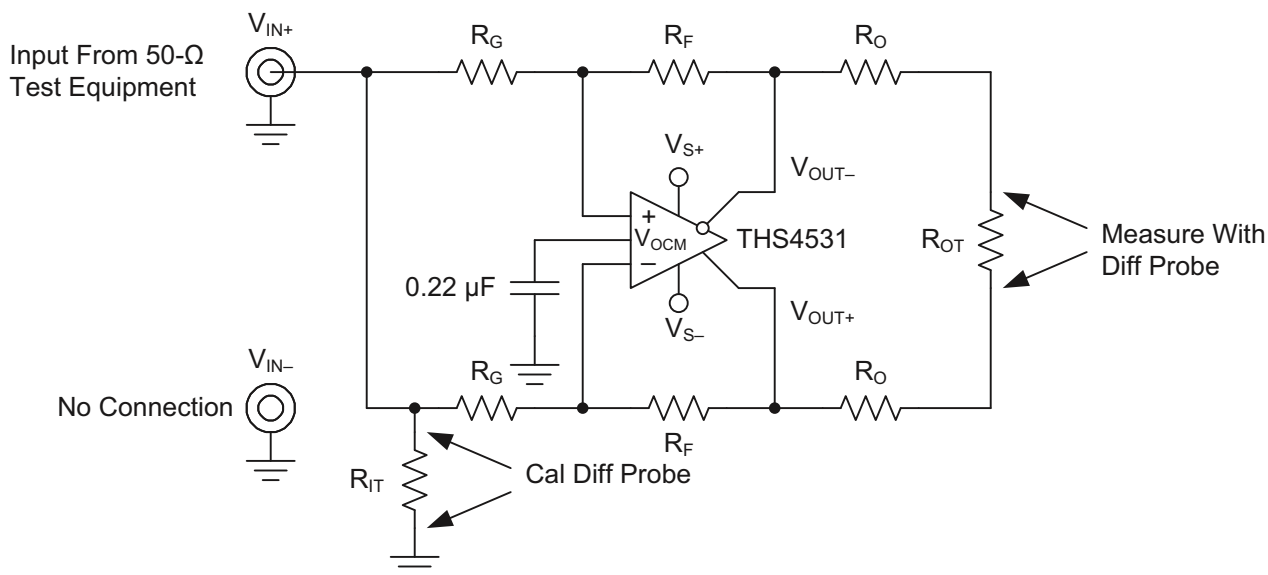 V_IN+
Input From 50-Ω
Test Equipment
R_G
R_F
R_O
V_S+
V_OUT–
+
V_OCM
–
THS4531
R_OT
Measure With
Diff Probe
0.22 µF
V_S–
V_OUT+
V_IN–
No Connection
R_G
R_F
R_O
R_IT
Cal Diff Probe